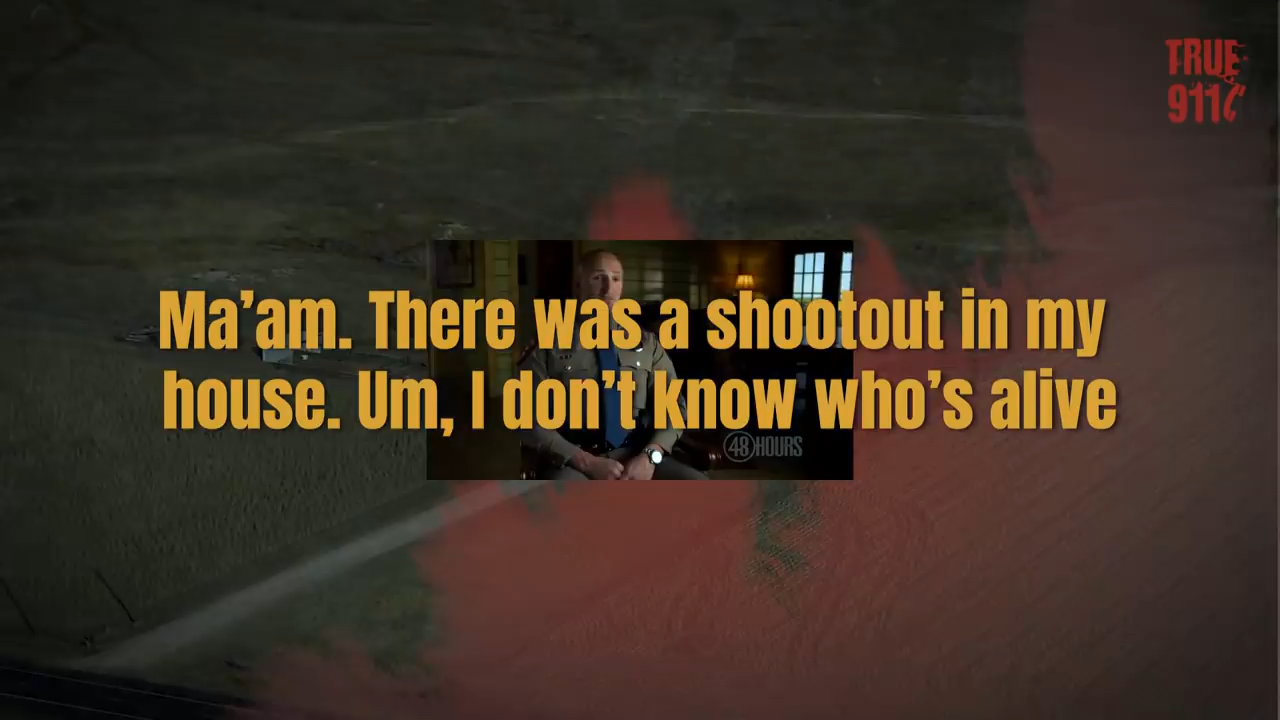 TRUE
911
Ma’am. There was a shootout in my
house. Um, I don’t know who’s alive
48 HOURS